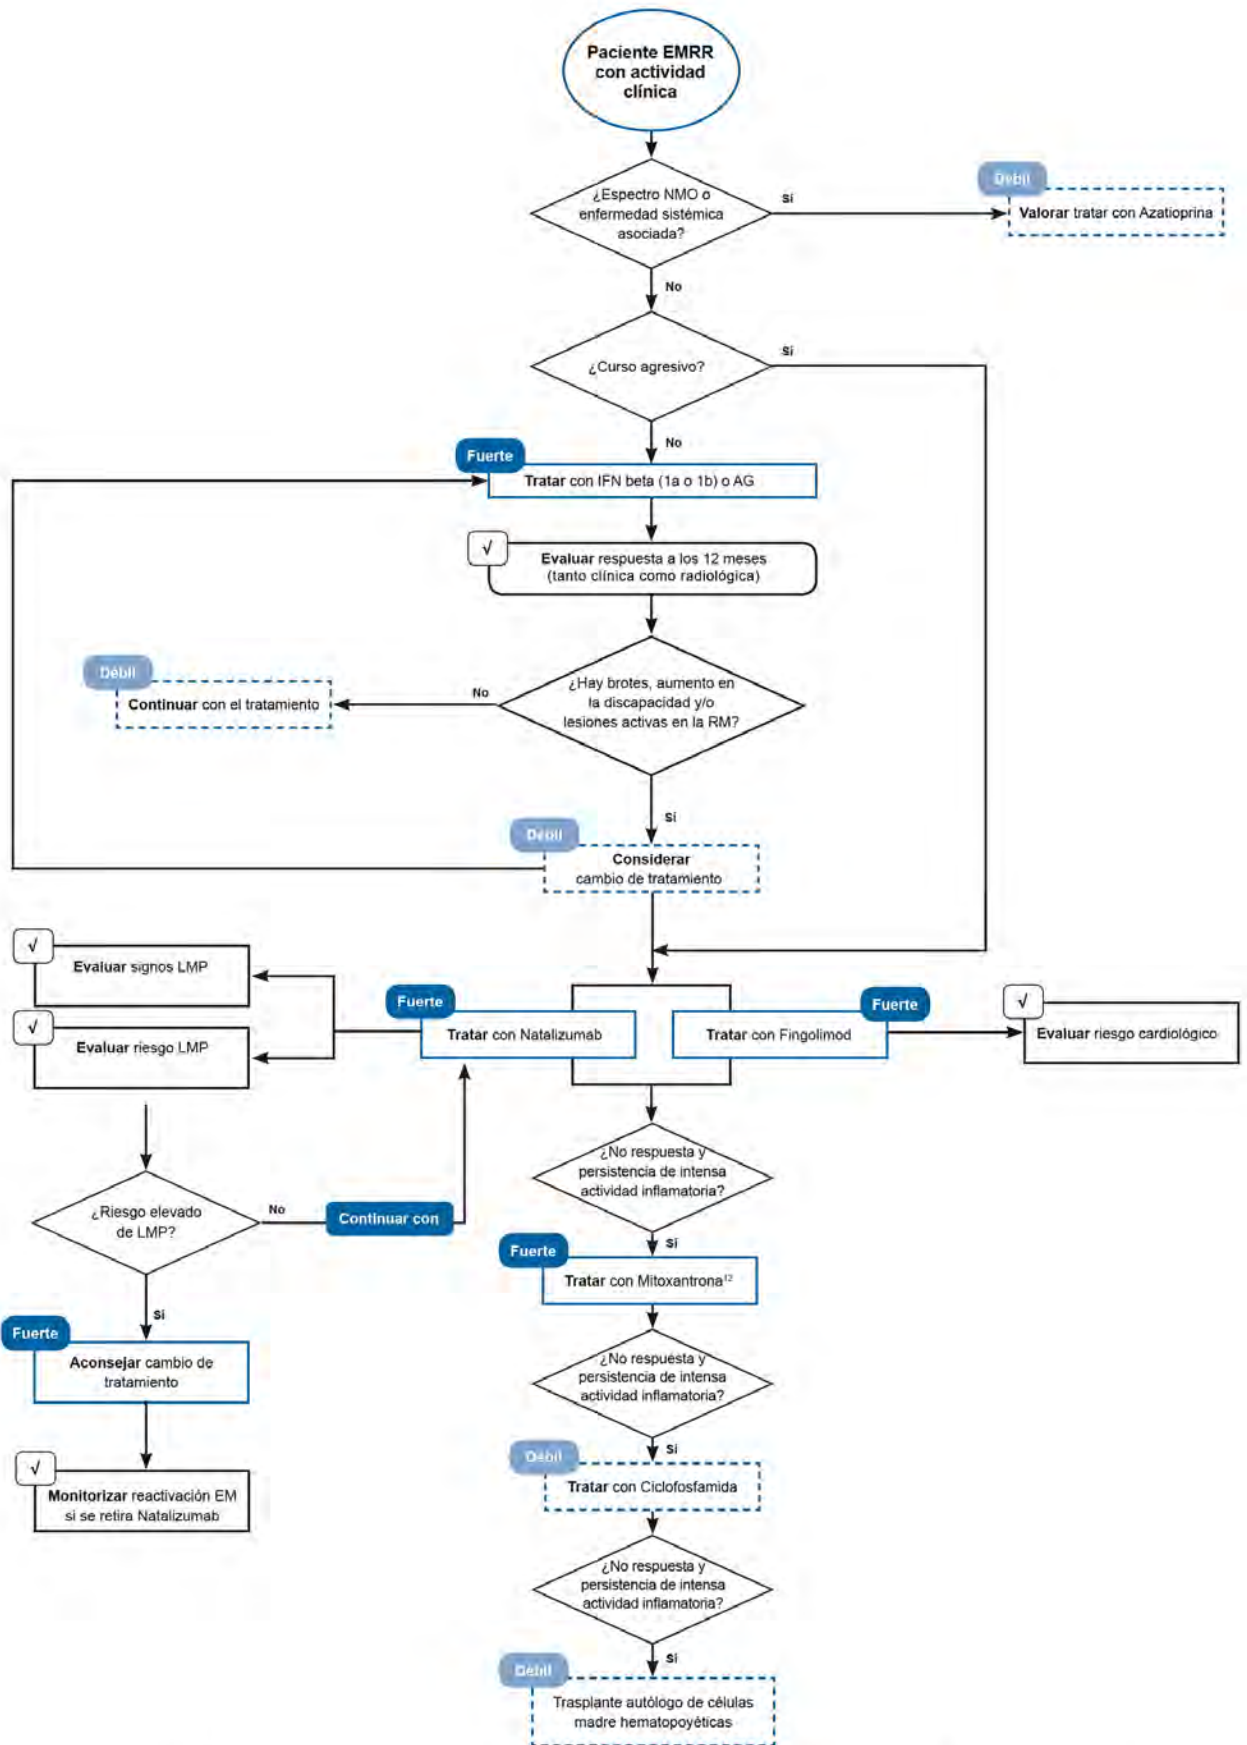 Paciente EMRR
con actividad
clínica
¿Espectro NMO o
enfermedad sistémica
asociada?
Sí
Débil
Valorar tratar con Azatioprina
No
¿Curso agresivo?
Sí
No
Fuerte
Tratar con IFN beta (1a o 1b) o AG
√
Evaluar respuesta a los 12 meses
(tanto clínica como radiológica)
¿Hay brotes, aumento en
la discapacidad y/o
lesiones activas en la RM?
No
Débil
Continuar con el tratamiento
Sí
Débil
Considerar
cambio de tratamiento
√
Evaluar signos LMP
√
Evaluar riesgo LMP
Fuerte
Tratar con Natalizumab
Fuerte
Tratar con Fingolimod
√
Evaluar riesgo cardiológico
¿Riesgo elevado
de LMP?
No
Continuar con
Sí
Fuerte
Aconsejar cambio de
tratamiento
√
Monitorizar reactivación EM
si se retira Natalizumab
¿No respuesta y
persistencia de intensa
actividad inflamatoria?
Sí
Fuerte
Tratar con Mitoxantrona¹²
¿No respuesta y
persistencia de intensa
actividad inflamatoria?
Sí
Débil
Tratar con Ciclofosfamida
¿No respuesta y
persistencia de intensa
actividad inflamatoria?
Sí
Débil
Trasplante autólogo de células
madre hematopoyéticas